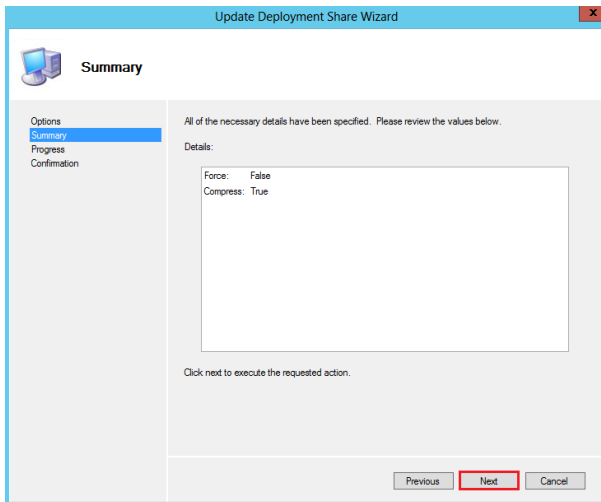 Update Deployment Share Wizard
x
Summary
Options
Summary
Progress
Confirmation
All of the necessary details have been specified. Please review the values below.
Details:
Force: False
Compress: True
Click next to execute the requested action.
Previous Next Cancel